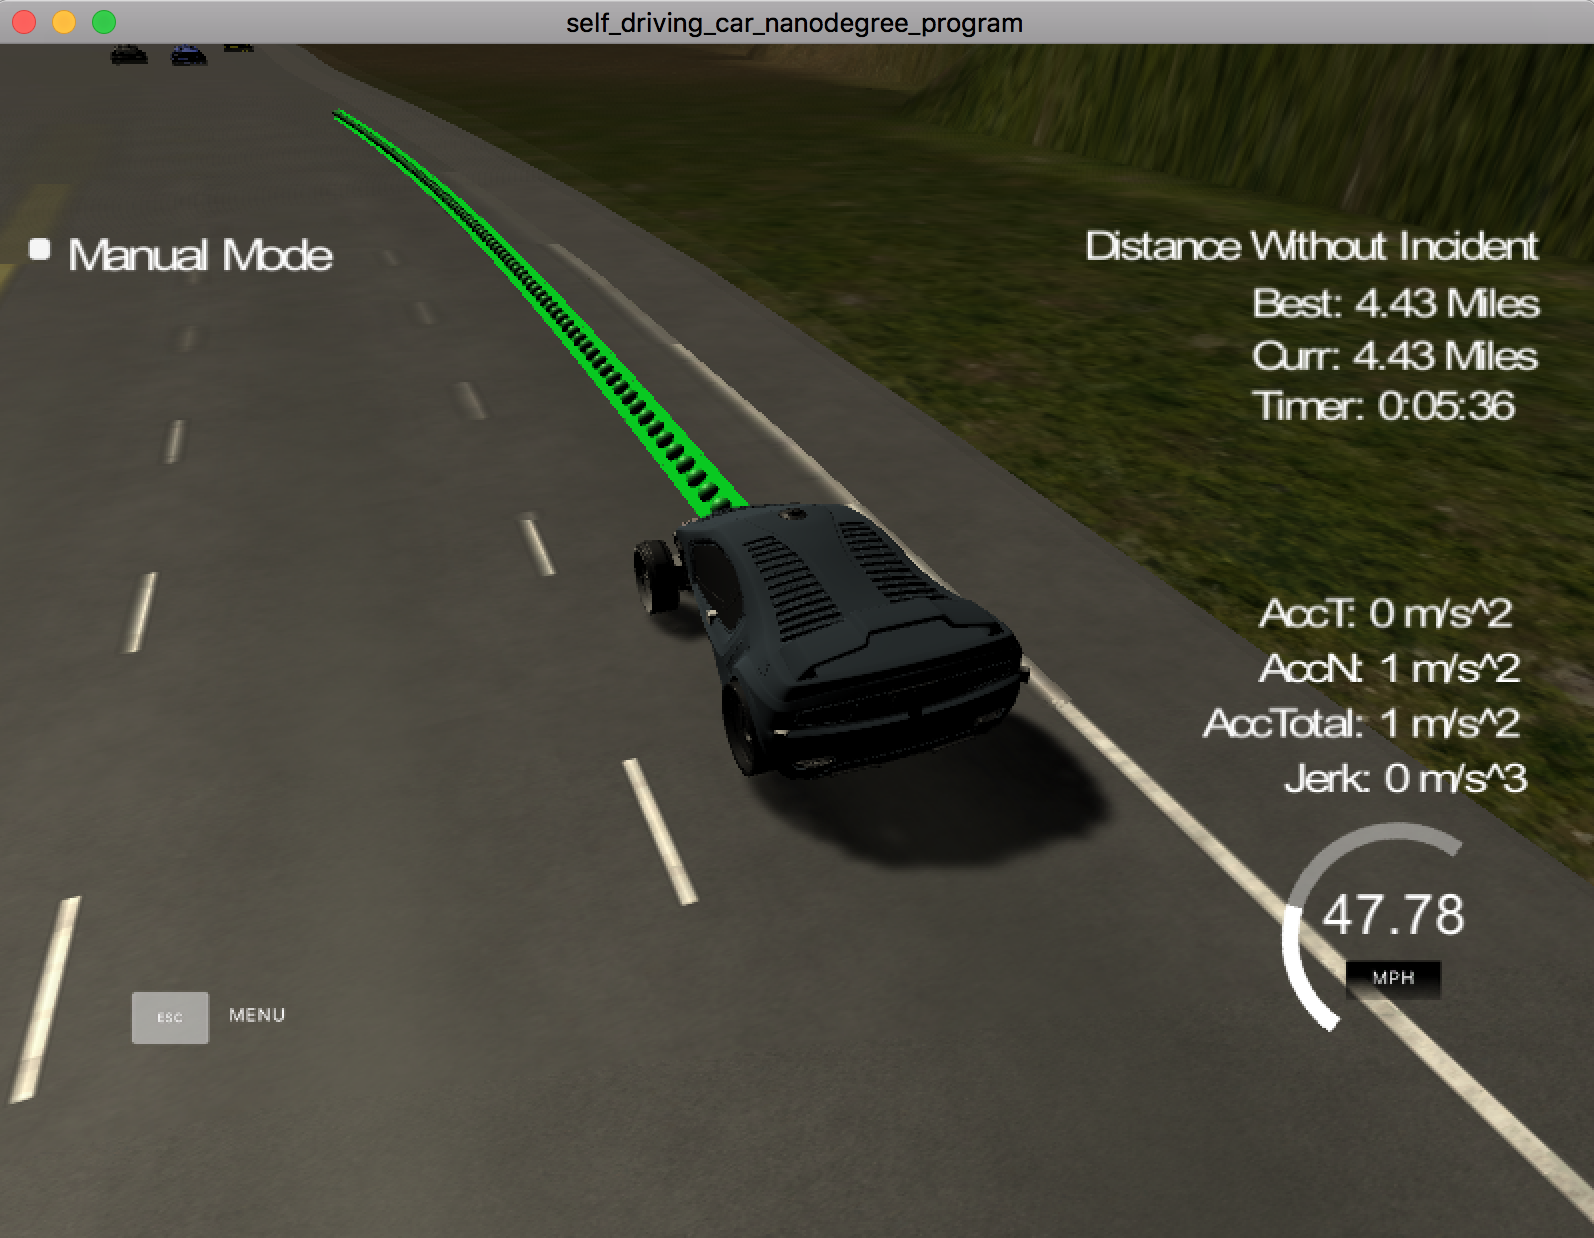 self_driving_car_nanodegree_program
Manual Mode
Distance Without Incident
Best: 4.43 Miles
Curr: 4.43 Miles
Timer: 0:05:36
AccT: 0 m/s^2
AccN: 1 m/s^2
AccTotal: 1 m/s^2
Jerk: 0 m/s^3
47.78
MPH
ESC MENU